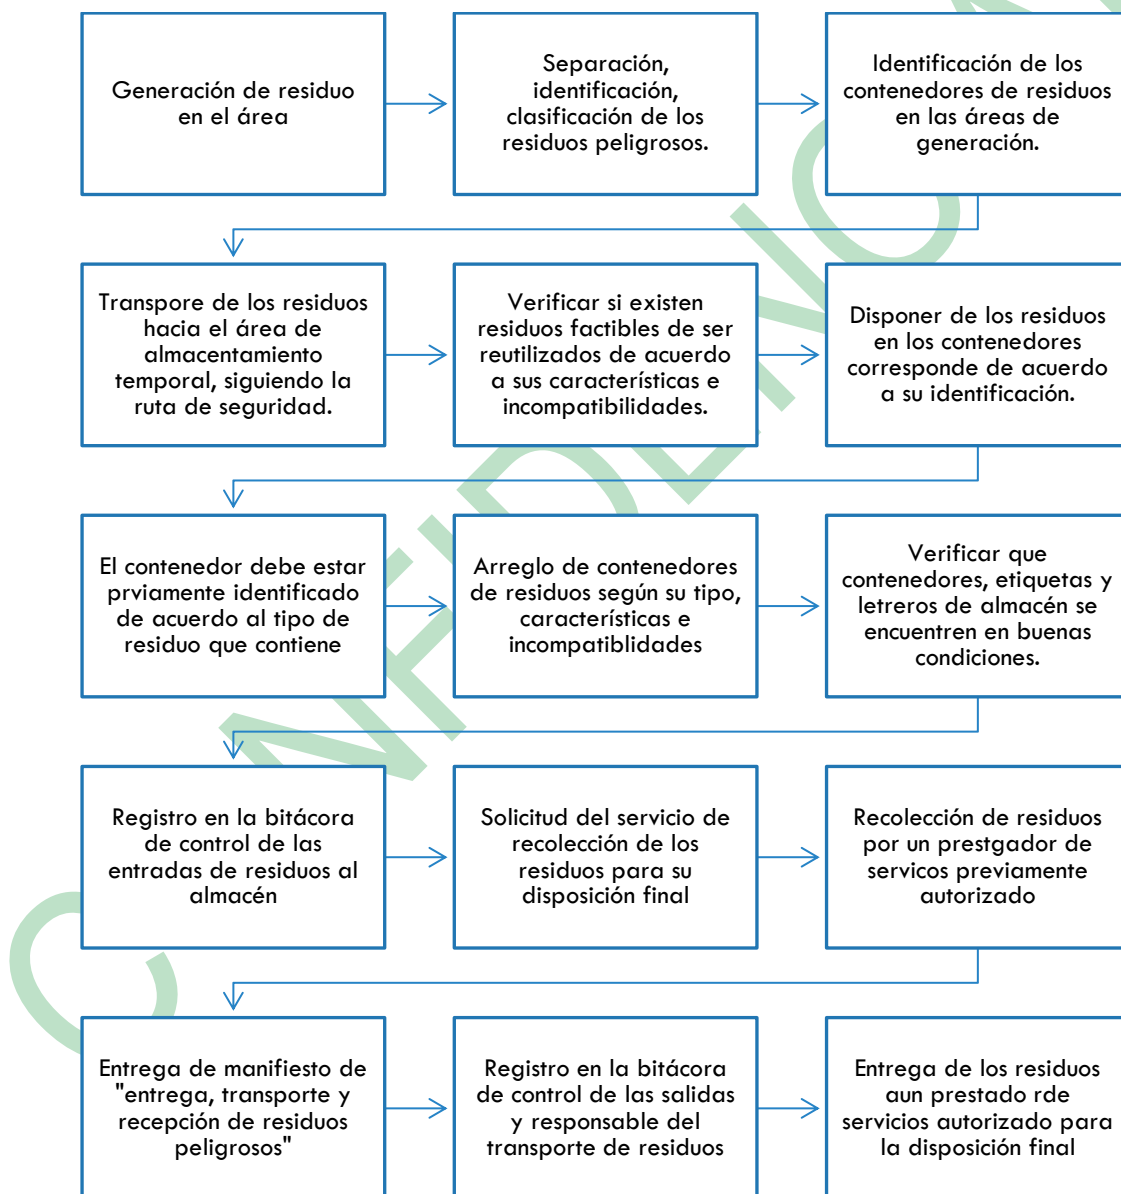 Generación de residuo
en el área
Separación,
identificación,
clasificación de los
residuos peligrosos.
Identificación de los
contenedores de residuos
en las áreas de
generación.
Transpore de los residuos
hacia el área de
almacentamiento
temporal, siguiendo la
ruta de seguridad.
Verificar si existen
residuos factibles de ser
reutilizados de acuerdo
a sus características e
incompatibilidades.
Disponer de los residuos
en los contenedores
corresponde de acuerdo
a su identificación.
El contenedor debe estar
prviamente identificado
de acuerdo al tipo de
residuo que contiene
Arreglo de contenedores
de residuos según su tipo,
características e
incompatiblidades
Verificar que
contenedores, etiquetas y
letreros de almacén se
encuentren en buenas
condiciones.
Registro en la bitácora
de control de las
entradas de residuos al
almacén
Solicitud del servicio de
recolección de los
residuos para su
disposición final
Recolección de residuos
por un prestgador de
servicos previamente
autorizado
Entrega de manifiesto de
"entrega, transporte y
recepción de residuos
peligrosos"
Registro en la bitácora
de control de las salidas
y responsable del
transporte de residuos
Entrega de los residuos
aun prestado rde
servicios autorizado para
la disposición final